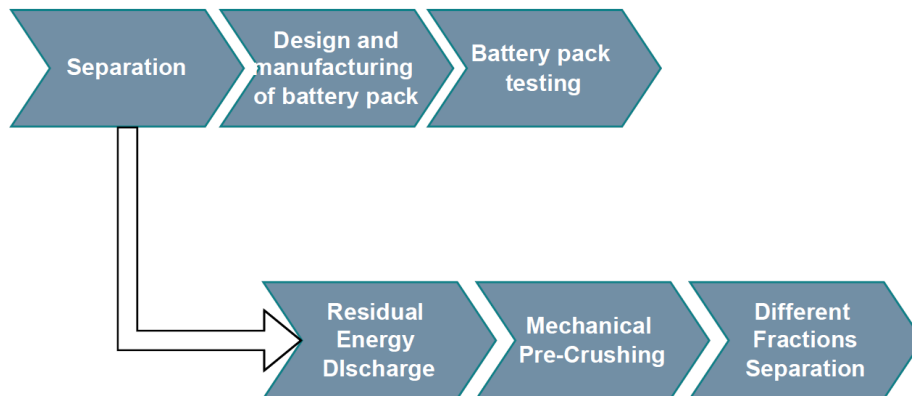 Separation
Design and
manufacturing
of battery pack
Battery pack
testing
Residual
Energy
DIscharge
Mechanical
Pre-Crushing
Different
Fractions
Separation